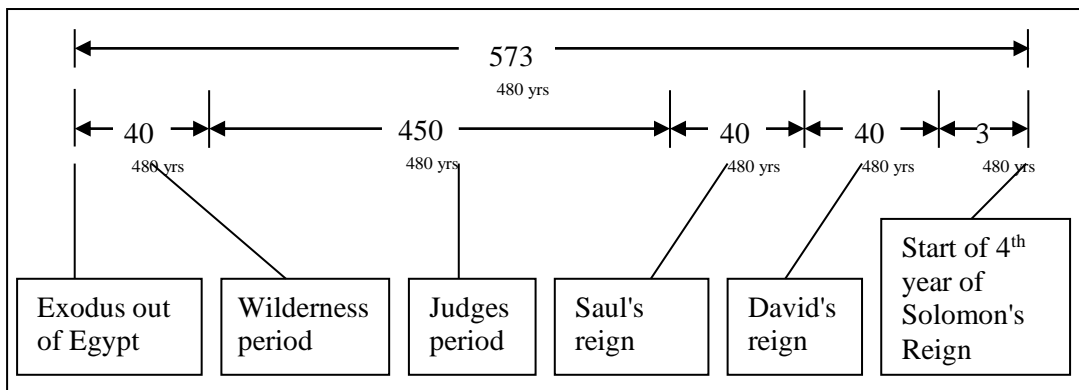 573
480 yrs
40 450 40 40 3
480 yrs 480 yrs 480 yrs 480 yrs 480 yrs
Exodus out
of Egypt
Wilderness
period
Judges
period
Saul's
reign
David's
reign
Start of 4th
year of
Solomon's
Reign